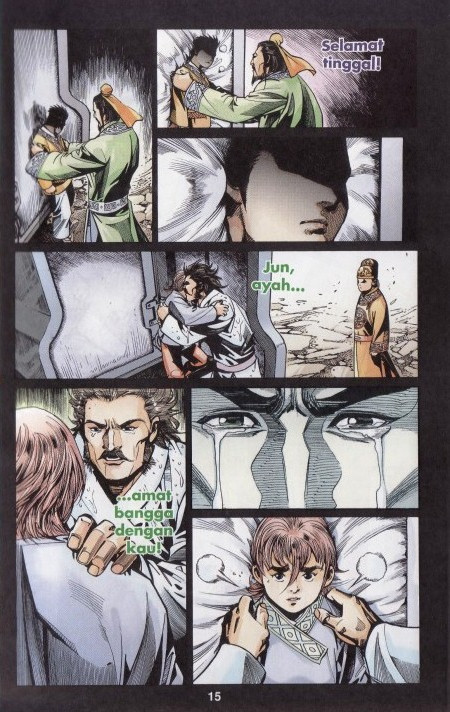 Selamat
tinggal!
Jun,
ayah...
...amat
bangga
dengan
kau!
15